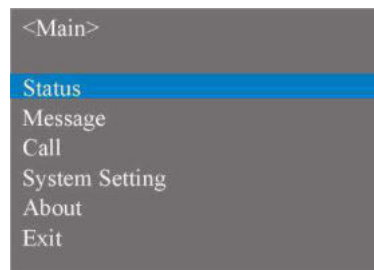 <Main>
Status
Message
Call
System Setting
About
Exit